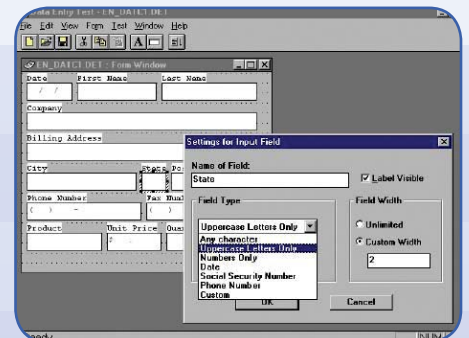 Data Entry Test - EN_DATC1.DET
File Edit View Form Test Window Help
EN_DATC1.DET : Form Window
Date First Name Last Name
/ /
Company
Billing Address
City State
Phone Number Fax
( ) - ( )
Product Unit Price
Settings for Input Field
Name of Field:
State
Label Visible
Field Type
Uppercase Letters Only
Any character
Uppercase Letters Only
Numbers Only
Date
Social Security Number
Phone Number
Custom
Field Width
Unlimited
Custom Width
2
OK
Cancel